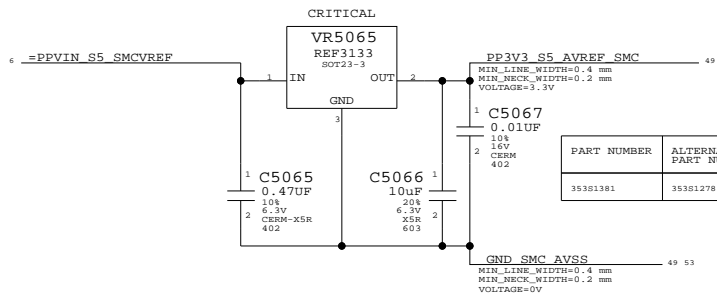 CRITICAL
VR5065
REF3133
SOT23-3
6 =PPVIN_S5_SMCVREF
1 IN
OUT 2
GND
3
PP3V3_S5_AVREF_SMC 49
MIN_LINE_WIDTH=0.4 mm
MIN_NECK_WIDTH=0.2 mm
VOLTAGE=3.3V
1 C5067
0.01UF
10%
16V
2 CERM
402
1 C5065
0.47UF
10%
6.3V
2 CERM-X5R
402
C5066 1
10uF
20%
6.3V 2
X5R
603
PART NUMBER
PART NU
353S1381 353S1278
GND_SMC_AVSS 49 53
MIN_LINE_WIDTH=0.4 mm
MIN_NECK_WIDTH=0.2 mm
VOLTAGE=0V